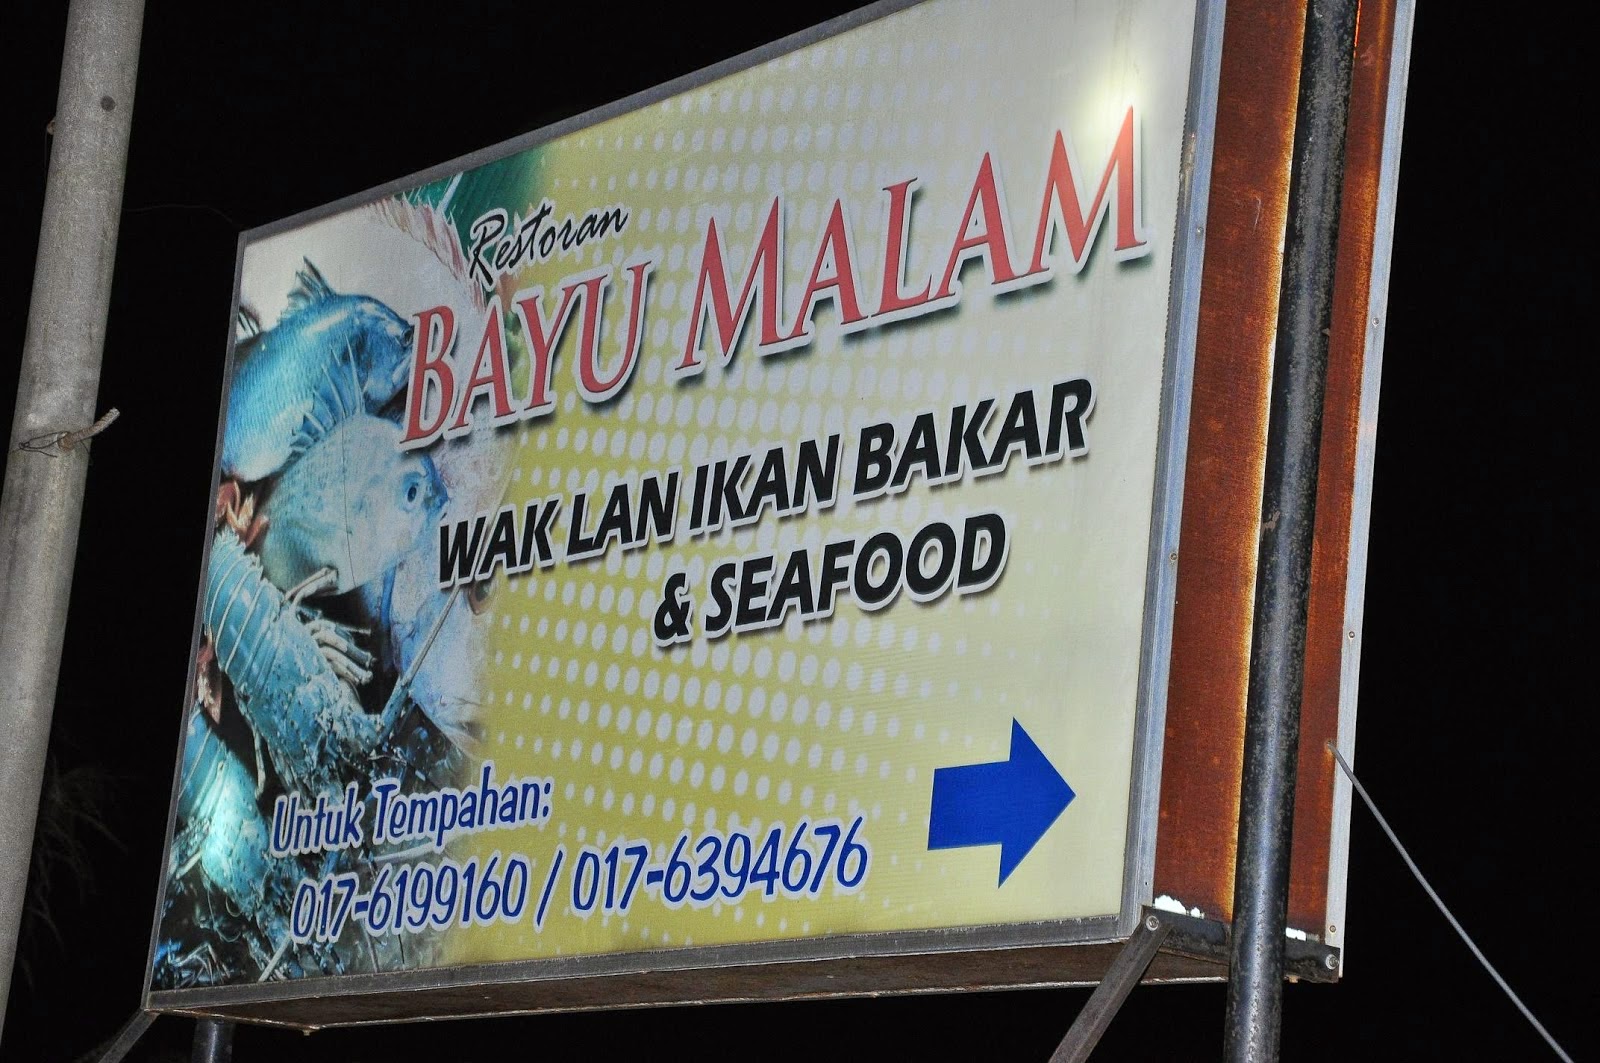 Restoran
BAYU MALAM
WAK LAN IKAN BAKAR
& SEAFOOD
Untuk Tempahan:
017-6199160 / 017-6394676